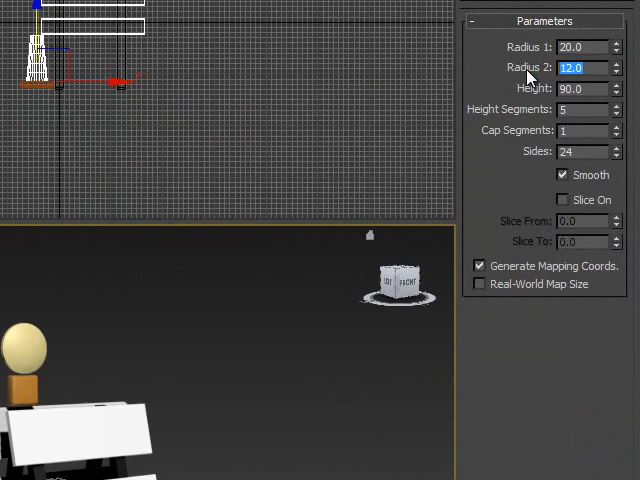 - Parameters
Radius 1: 20.0
Radius 2: 12.0
Height: 90.0
Height Segments: 5
Cap Segments: 1
Sides: 24
Smooth
Slice On
Slice From: 0.0
Slice To: 0.0
Generate Mapping Coords.
Real-World Map Size
FRONT